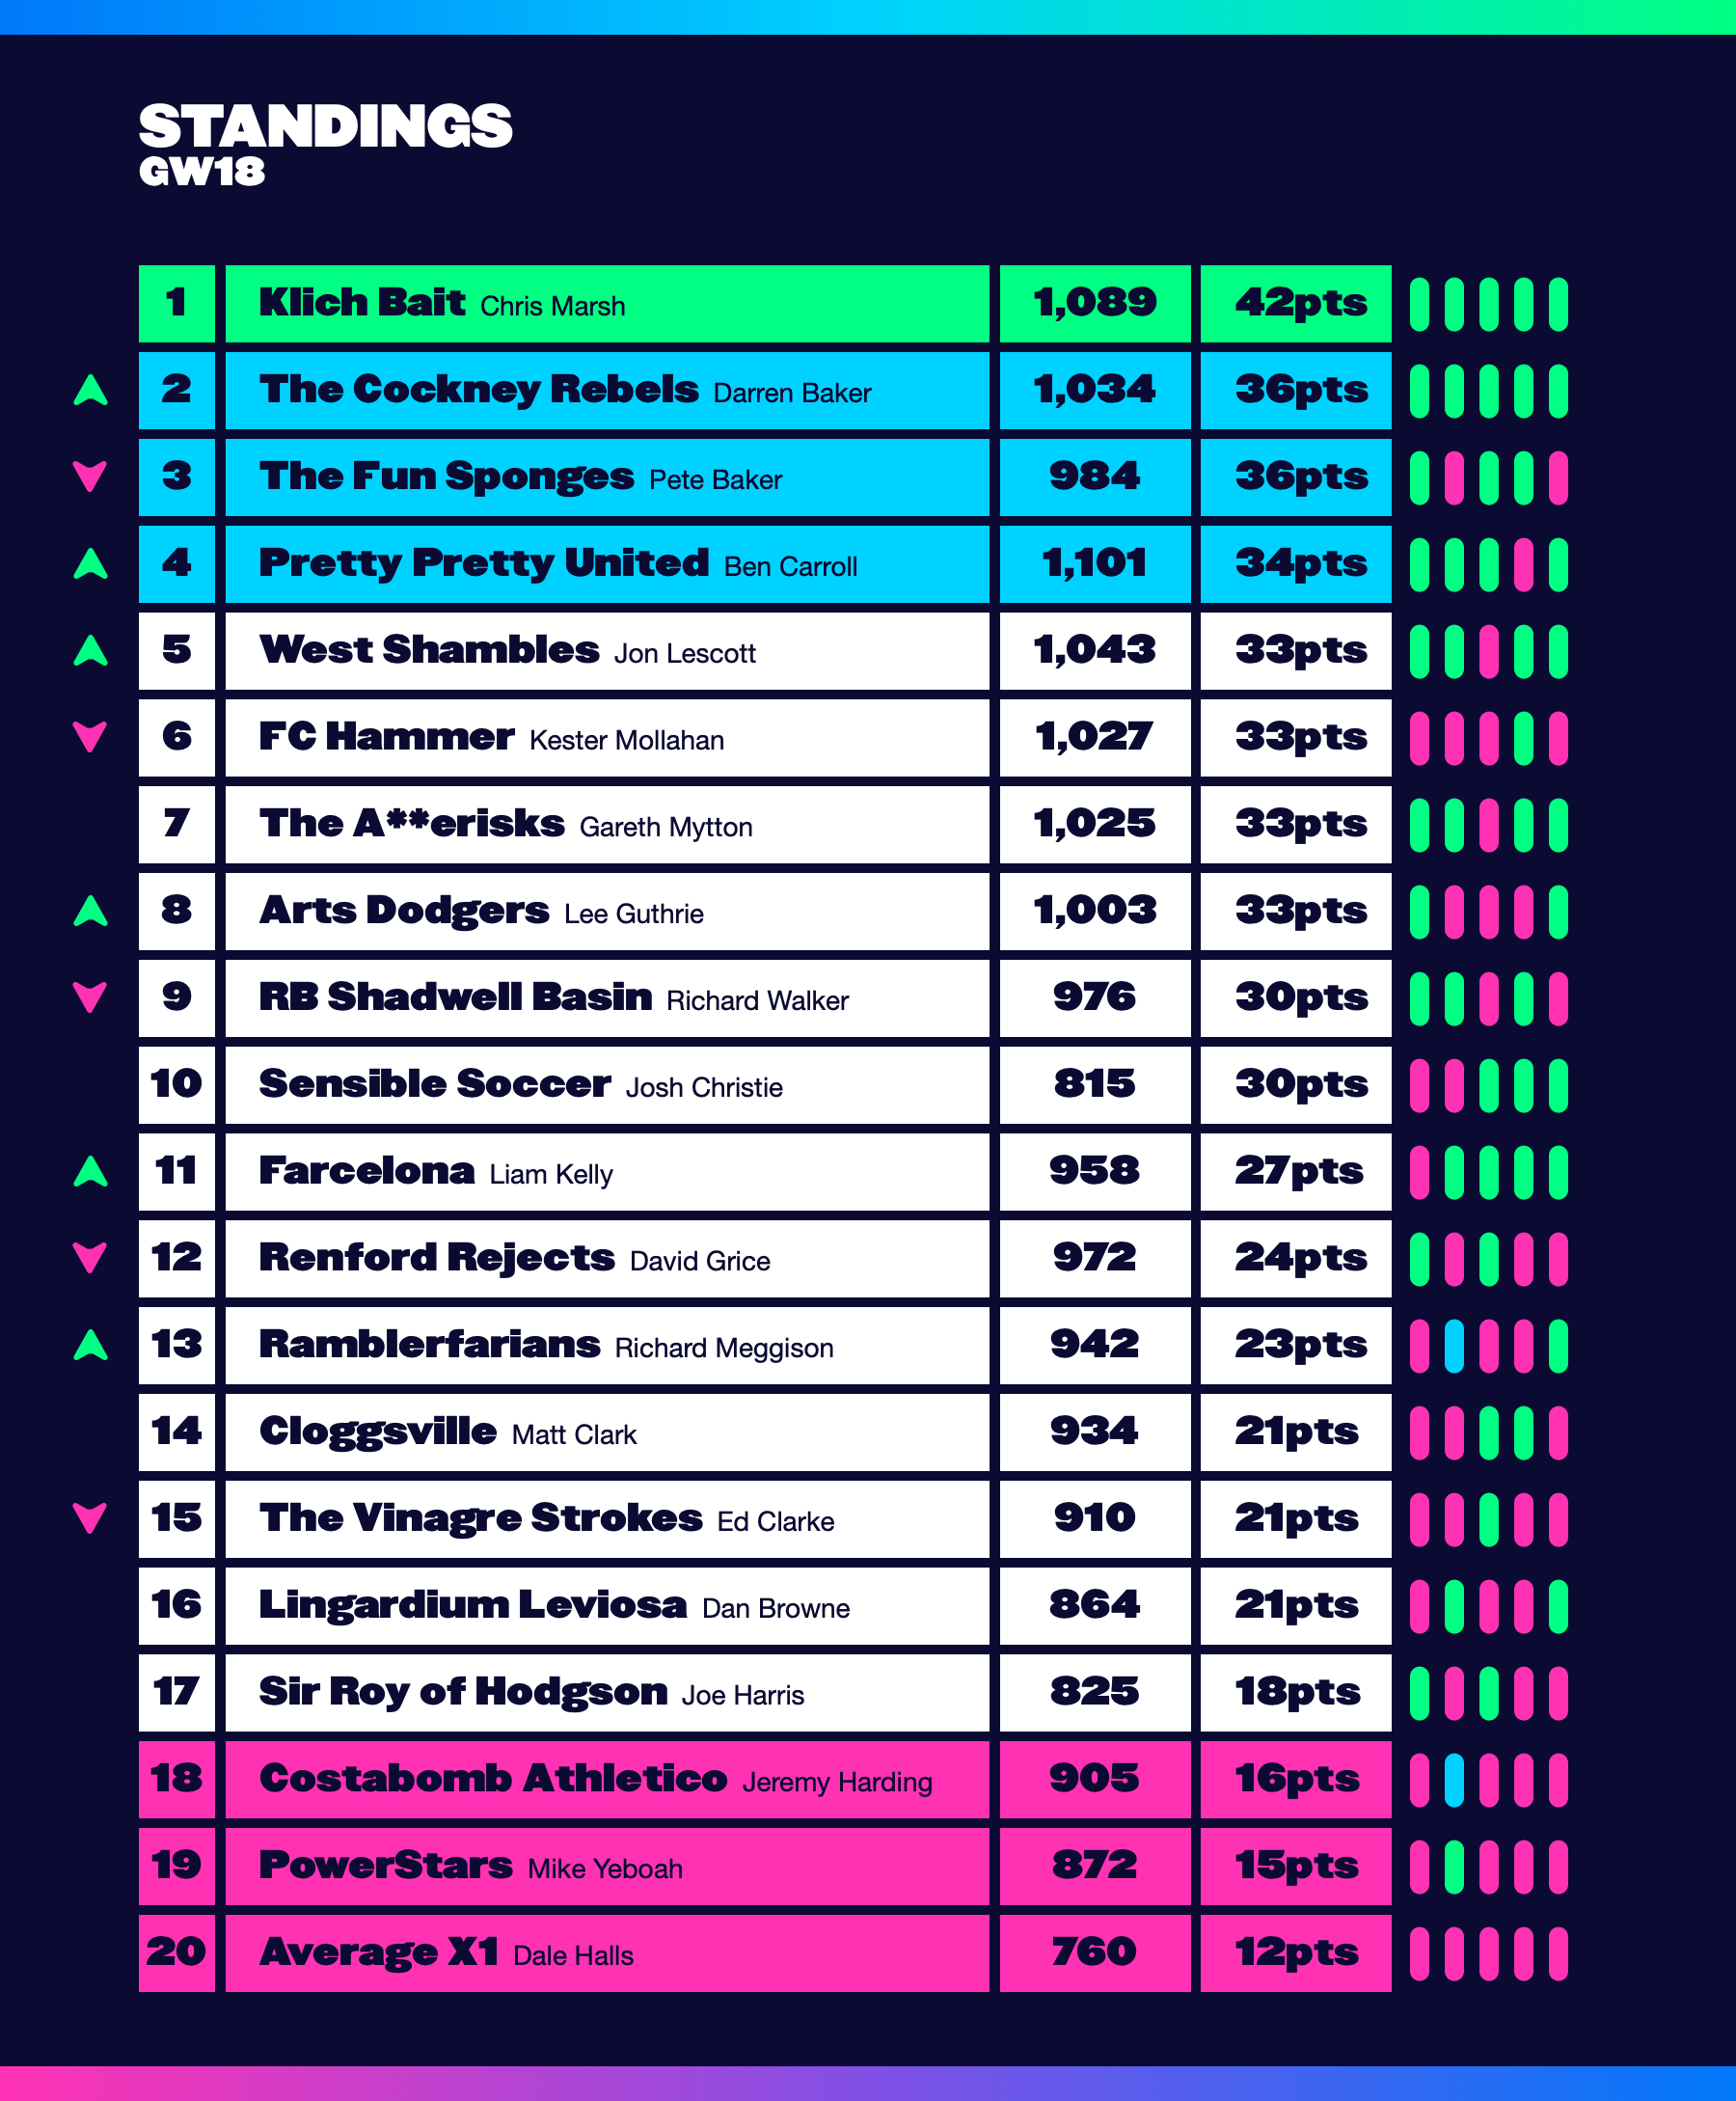 STANDINGS
GW18
1 Klich Bait Chris Marsh 1,089 42pts
2 The Cockney Rebels Darren Baker 1,034 36pts
3 The Fun Sponges Pete Baker 984 36pts
4 Pretty Pretty United Ben Carroll 1,101 34pts
5 West Shambles Jon Lescott 1,043 33pts
6 FC Hammer Kester Mollahan 1,027 33pts
7 The A**erisks Gareth Mytton 1,025 33pts
8 Arts Dodgers Lee Guthrie 1,003 33pts
9 RB Shadwell Basin Richard Walker 976 30pts
10 Sensible Soccer Josh Christie 815 30pts
11 Farcelona Liam Kelly 958 27pts
12 Renford Rejects David Grice 972 24pts
13 Ramblerfarians Richard Meggison 942 23pts
14 Cloggsville Matt Clark 934 21pts
15 The Vinagre Strokes Ed Clarke 910 21pts
16 Lingardium Leviosa Dan Browne 864 21pts
17 Sir Roy of Hodgson Joe Harris 825 18pts
18 Costabomb Athletico Jeremy Harding 905 16pts
19 PowerStars Mike Yeboah 872 15pts
20 Average X1 Dale Halls 760 12pts